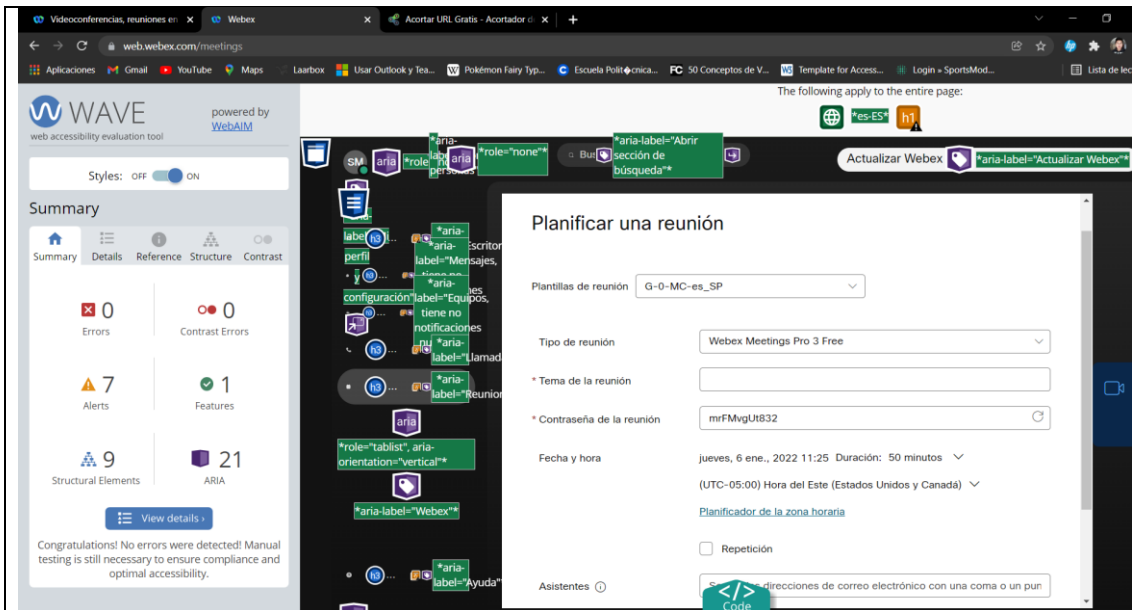 Videoconferencias, reuniones en
Webex
Acortar URL Gratis - Acortador d
web.webex.com/meetings
Aplicaciones
Gmail
YouTube
Maps
Laarbox
Usar Outlook y Tea...
Pokémon Fairy Typ...
Escuela Polit�cnica...
50 Conceptos de V...
Template for Access...
Login » SportsMod...
Lista de lec
WAVE
web accessibility evaluation tool
powered by
WebAIM
Styles: OFF ON
Summary
Summary Details Reference Structure Contrast
0
Errors
0
Contrast Errors
7
Alerts
1
Features
9
Structural Elements
21
ARIA
View details ›
Congratulations! No errors were detected! Manual
testing is still necessary to ensure compliance and
optimal accessibility.
The following apply to the entire page:
*es-ES* h1
SM aria *role
aria *role="none"*
*aria-label="Abrir
sección de
búsqueda"*
Actualizar Webex *aria-label="Actualizar Webex"*
perfil
y
configuración"
h3 ...
*aria-
label="Mensajes,
*aria-
label="Equipos,
tiene no
notificaciones
h3 ... *aria-
label="Llamad
h3 ... *aria-
label="Reunion
aria
*role="tablist", aria-
orientation="vertical"*
*aria-label="Webex"*
h3 ... *aria-
label="Ayuda"
Planificar una reunión
Plantillas de reunión G-0-MC-es_SP
Tipo de reunión Webex Meetings Pro 3 Free
* Tema de la reunión
* Contraseña de la reunión mrFMvgUt832
Fecha y hora jueves, 6 ene., 2022 11:25 Duración: 50 minutos
(UTC-05:00) Hora del Este (Estados Unidos y Canadá)
Planificador de la zona horaria
Repetición
Asistentes direcciones de correo electrónico con una coma o un pun
</>
Code